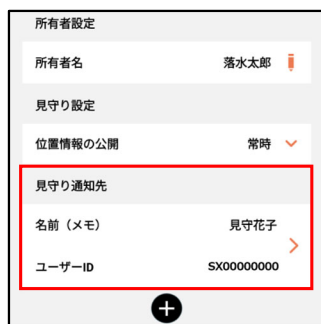 所有者設定
所有者名 落水太郎
見守り設定
位置情報の公開 常時
見守り通知先
名前（メモ） 見守花子
ユーザーID SX00000000